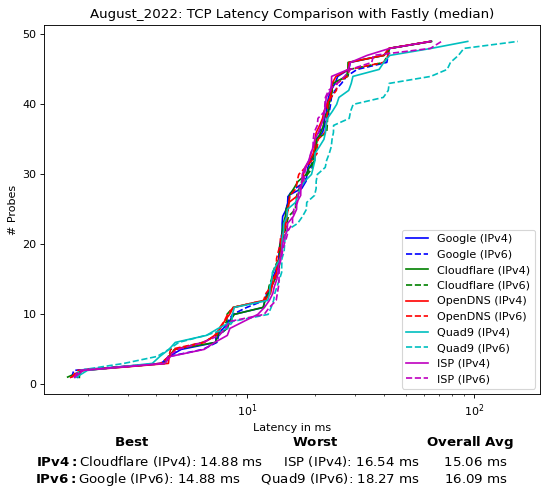 August_2022: TCP Latency Comparison with Fastly (median)
50
40
30
20
10
0
# Probes
Google (IPv4)
Google (IPv6)
Cloudflare (IPv4)
Cloudflare (IPv6)
OpenDNS (IPv4)
OpenDNS (IPv6)
Quad9 (IPv4)
Quad9 (IPv6)
ISP (IPv4)
ISP (IPv6)
10¹ 10²
Latency in ms
Best Worst Overall Avg
IPv4: Cloudflare (IPv4): 14.88 ms ISP (IPv4): 16.54 ms 15.06 ms
IPv6: Google (IPv6): 14.88 ms Quad9 (IPv6): 18.27 ms 16.09 ms